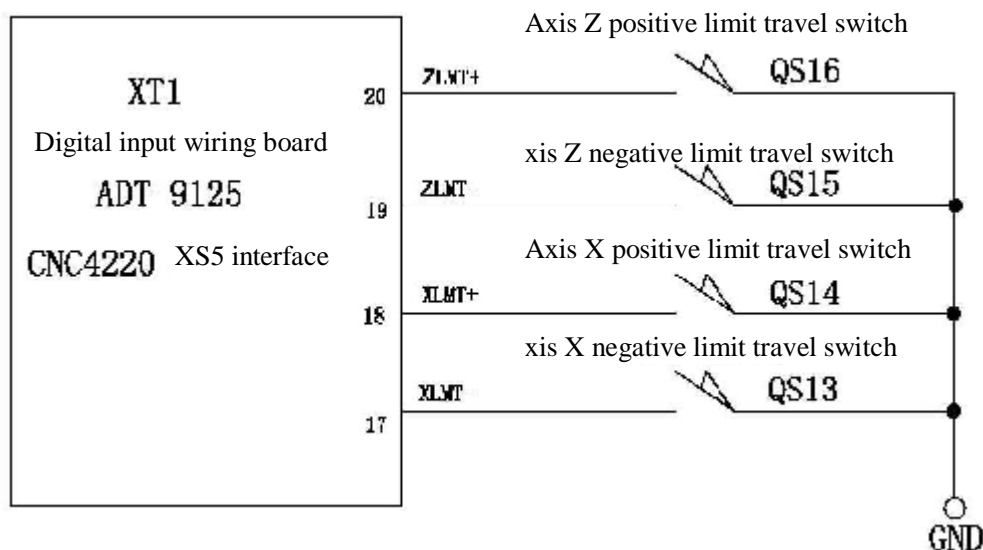 Axis Z positive limit travel switch
XT1
20
ZLMT+
QS16
Digital input wiring board
xis Z negative limit travel switch
ADT 9125
19
ZLMT
QS15
CNC4220 XS5 interface
Axis X positive limit travel switch
18
XLMT+
QS14
xis X negative limit travel switch
17
XLMT
QS13
GND